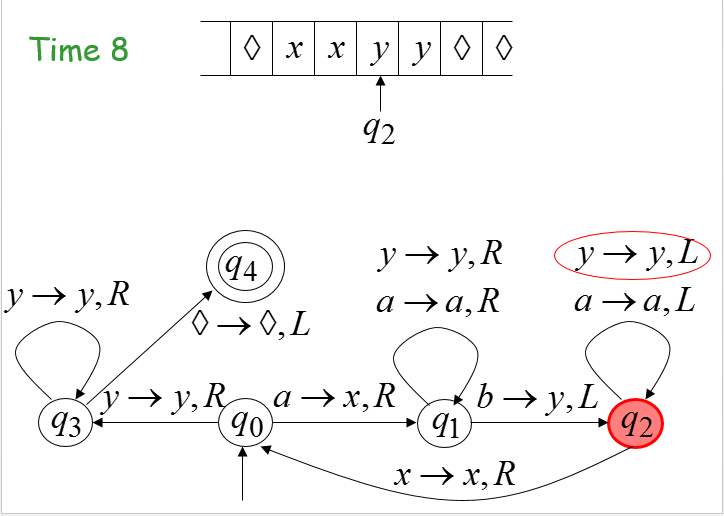 Time 8
◊ x x y y ◊ ◊
q₂
y → y, R
a → a, R
y → y, L
a → a, L
y → y, R
q₄
◊ → ◊, L
y → y, R
a → x, R
b → y, L
q₃
q₀
q₁
q₂
x → x, R